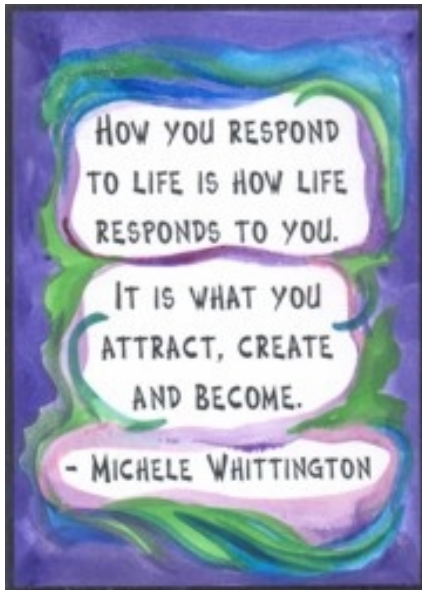 How you respond
to life is how life
responds to you.
It is what you
attract, create
and become.
- Michele Whittington